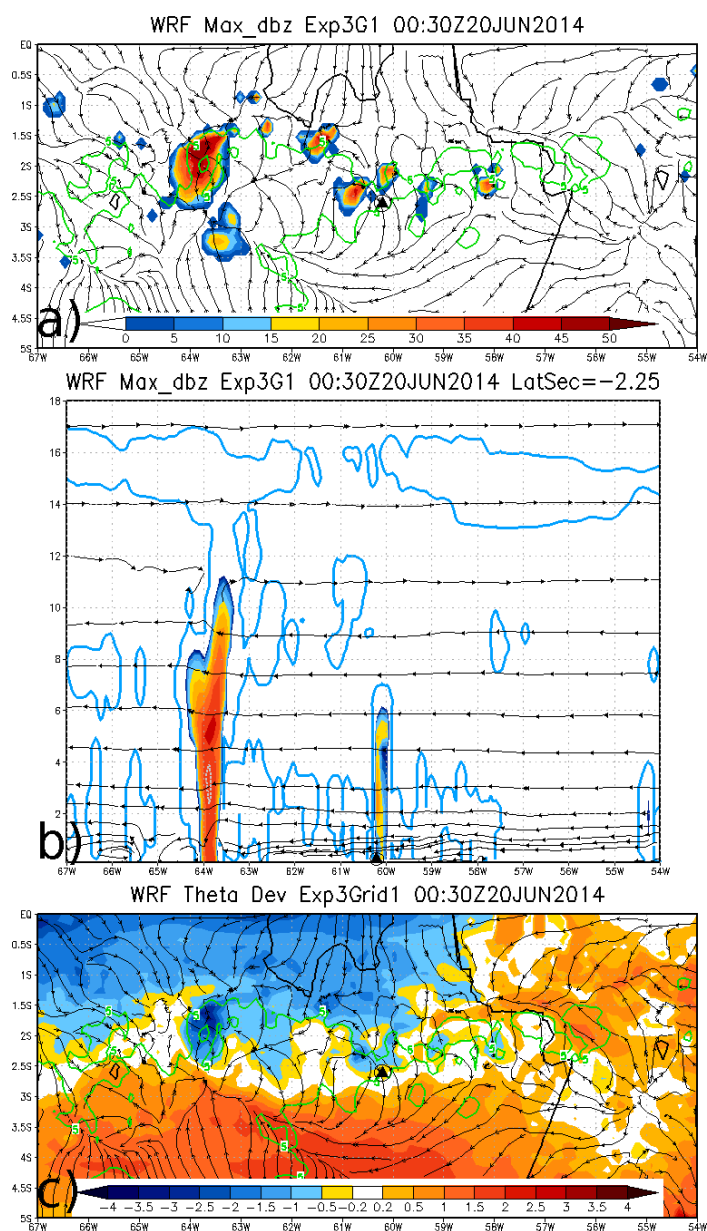 WRF Max_dbz Exp3G1 00:30Z20JUN2014
EQ
0.5S
1S
1.5S
2S
2.5S
3S
3.5S
4S
4.5S
5S
a)
0 5 10 15 20 25 30 35 40 45 50
67W 66W 65W 64W 63W 62W 61W 60W 59W 58W 57W 56W 55W 54W
WRF Max_dbz Exp3G1 00:30Z20JUN2014 LatSec=-2.25
18
16
14
12
10
8
6
4
2
b)
67W 66W 65W 64W 63W 62W 61W 60W 59W 58W 57W 56W 55W 54W
WRF Theta Dev Exp3Grid1 00:30Z20JUN2014
EQ
0.5S
1S
1.5S
2S
2.5S
3S
3.5S
4S
4.5S
5S
c)
-4 -3 -2.5 -2 -1.5 -1 -0.5 -0.2 0.2 0.5 1 1.5 2 2.5 3 3.5 4
67W 66W 65W 64W 63W 62W 61W 60W 59W 58W 57W 56W 55W 54W